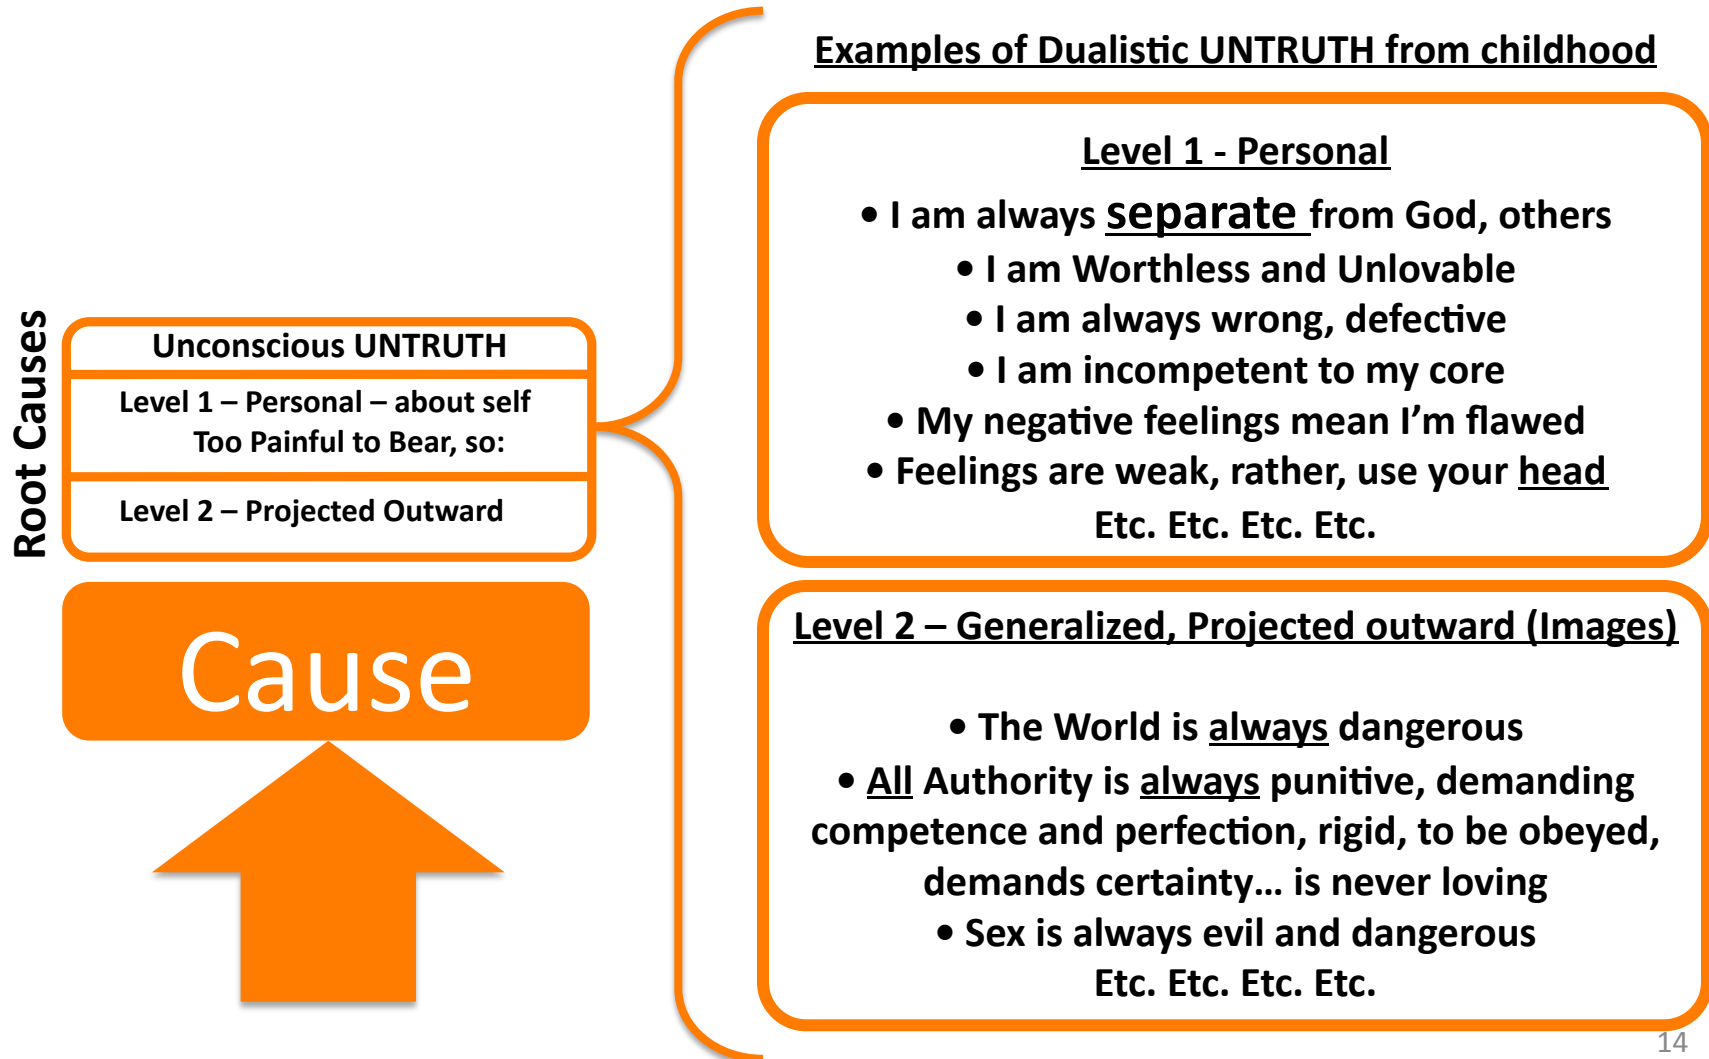 Root Causes
Unconscious UNTRUTH
Level 1 – Personal – about self
Too Painful to Bear, so:
Level 2 – Projected Outward
Cause
Examples of Dualistic UNTRUTH from childhood
Level 1 - Personal
• I am always separate from God, others
• I am Worthless and Unlovable
• I am always wrong, defective
• I am incompetent to my core
• My negative feelings mean I’m flawed
• Feelings are weak, rather, use your head
Etc. Etc. Etc. Etc.
Level 2 – Generalized, Projected outward (Images)
• The World is always dangerous
• All Authority is always punitive, demanding
competence and perfection, rigid, to be obeyed,
demands certainty… is never loving
• Sex is always evil and dangerous
Etc. Etc. Etc. Etc.
14